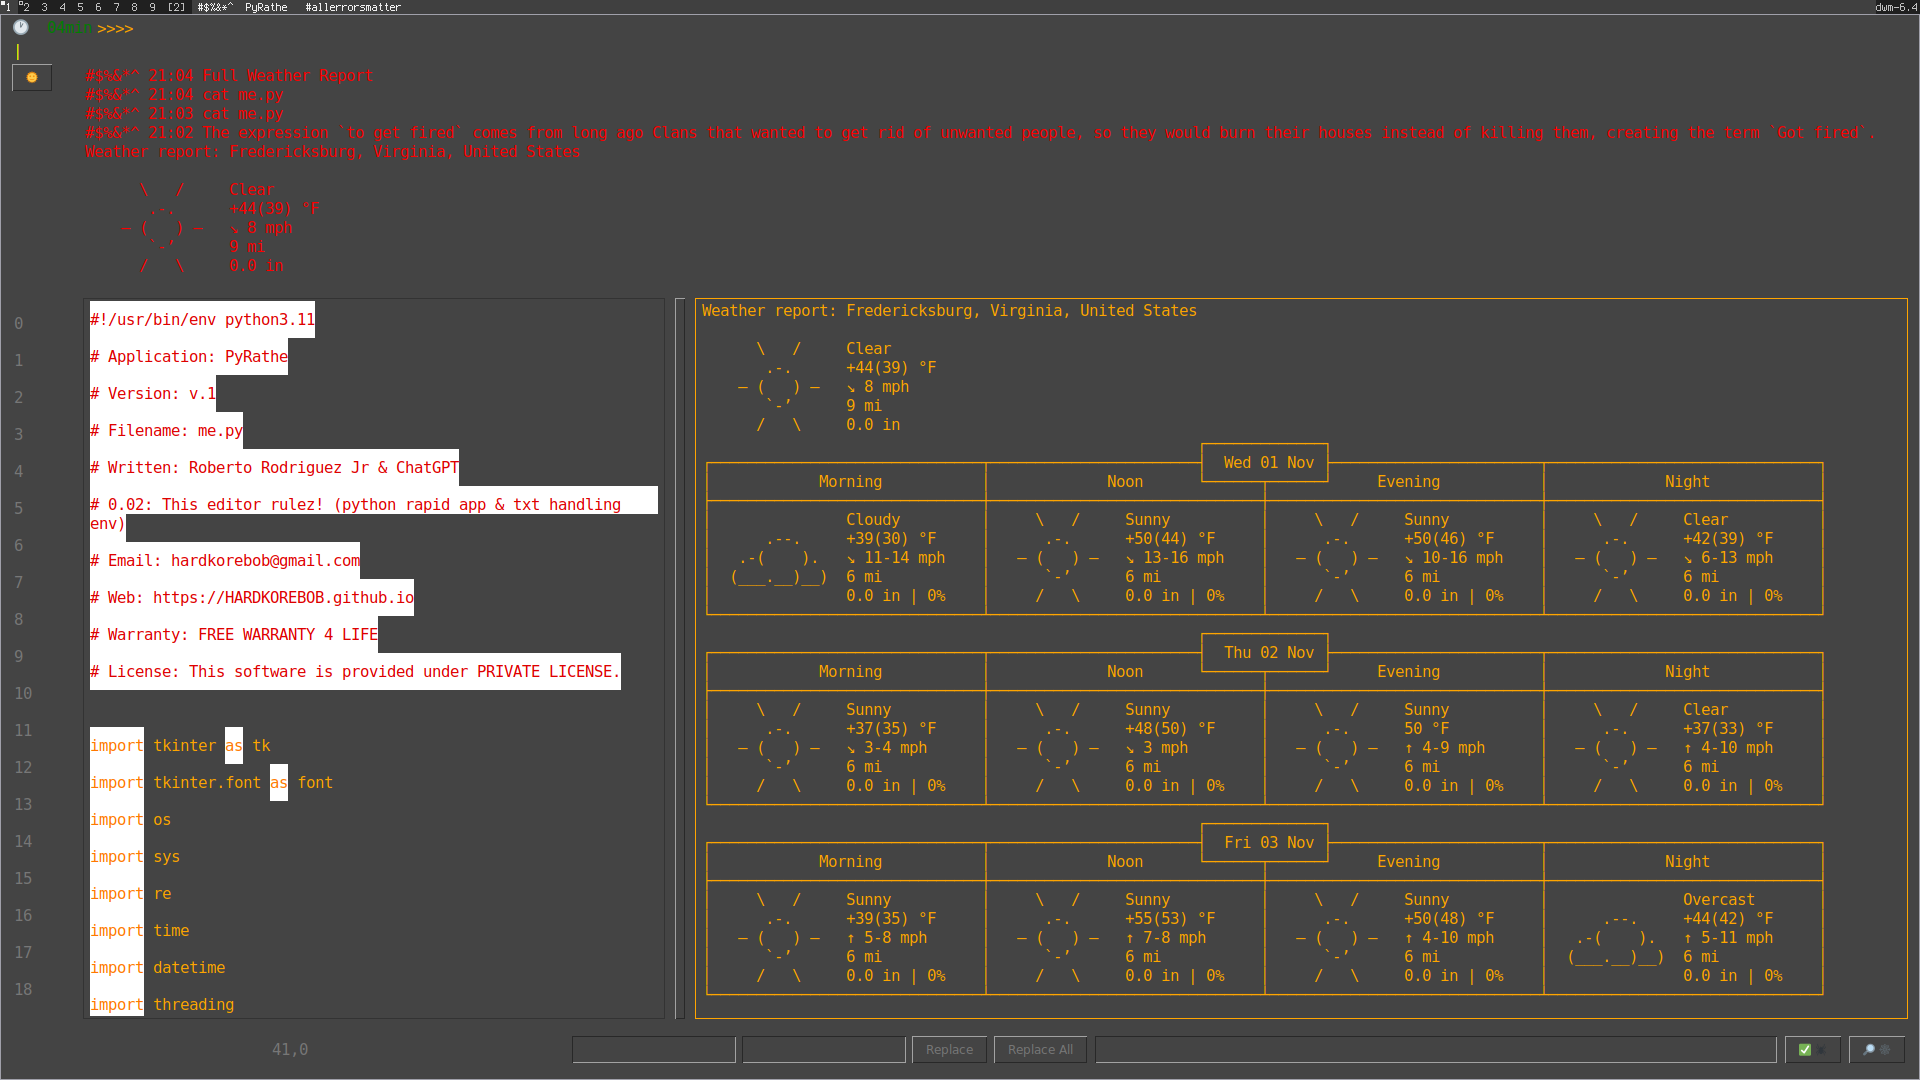 1 2 3 4 5 6 7 8 9 [2] #$%&*^ PyRathe #allerrorsmatter dwm-6.4
04min >>>>
#$%&*^ 21:04 Full Weather Report
#$%&*^ 21:04 cat me.py
#$%&*^ 21:03 cat me.py
#$%&*^ 21:02 The expression `to get fired` comes from long ago Clans that wanted to get rid of unwanted people, so they would burn their houses instead of killing them, creating the term `Got fired`.
Weather report: Fredericksburg, Virginia, United States
\ / Clear
.-. +44(39) °F
― ( ) ― ↘ 8 mph
`-’ 9 mi
/ \ 0.0 in
0 #!/usr/bin/env python3.11
1 # Application: PyRathe
2 # Version: v.1
3 # Filename: me.py
4 # Written: Roberto Rodriguez Jr & ChatGPT
5 # 0.02: This editor rulez! (python rapid app & txt handling
env)
6 # Email: hardkorebob@gmail.com
7 # Web: https://HARDKOREBOB.github.io
8 # Warranty: FREE WARRANTY 4 LIFE
9 # License: This software is provided under PRIVATE LICENSE.
10
11 import tkinter as tk
12 import tkinter.font as font
13 import os
14 import sys
15 import re
16 import time
17 import datetime
18 import threading
Weather report: Fredericksburg, Virginia, United States
\ / Clear
.-. +44(39) °F
― ( ) ― ↘ 8 mph
`-’ 9 mi
/ \ 0.0 in
Wed 01 Nov
Morning Noon Evening Night
Cloudy \ / Sunny \ / Sunny \ / Clear
.--. +39(30) °F .-. +50(44) °F .-. +50(46) °F .-. +42(39) °F
.-( ). ↘ 11-14 mph ― ( ) ― ↘ 13-16 mph ― ( ) ― ↘ 10-16 mph ― ( ) ― ↘ 6-13 mph
(___.__)__) 6 mi `-’ 6 mi `-’ 6 mi `-’ 6 mi
0.0 in | 0% / \ 0.0 in | 0% / \ 0.0 in | 0% / \ 0.0 in | 0%
Thu 02 Nov
Morning Noon Evening Night
\ / Sunny \ / Sunny \ / Sunny \ / Clear
.-. +37(35) °F .-. +48(50) °F .-. 50 °F .-. +37(33) °F
― ( ) ― ↘ 3-4 mph ― ( ) ― ↘ 3 mph ― ( ) ― ↑ 4-9 mph ― ( ) ― ↑ 4-10 mph
`-’ 6 mi `-’ 6 mi `-’ 6 mi `-’ 6 mi
/ \ 0.0 in | 0% / \ 0.0 in | 0% / \ 0.0 in | 0% / \ 0.0 in | 0%
Fri 03 Nov
Morning Noon Evening Night
\ / Sunny \ / Sunny \ / Sunny Overcast
.-. +39(35) °F .-. +55(53) °F .-. +50(48) °F .--. +44(42) °F
― ( ) ― ↑ 5-8 mph ― ( ) ― ↑ 7-8 mph ― ( ) ― ↑ 4-10 mph .-( ). ↑ 5-11 mph
`-’ 6 mi `-’ 6 mi `-’ 6 mi (___.__)__) 6 mi
/ \ 0.0 in | 0% / \ 0.0 in | 0% / \ 0.0 in | 0% 0.0 in | 0%
41,0 Replace Replace All